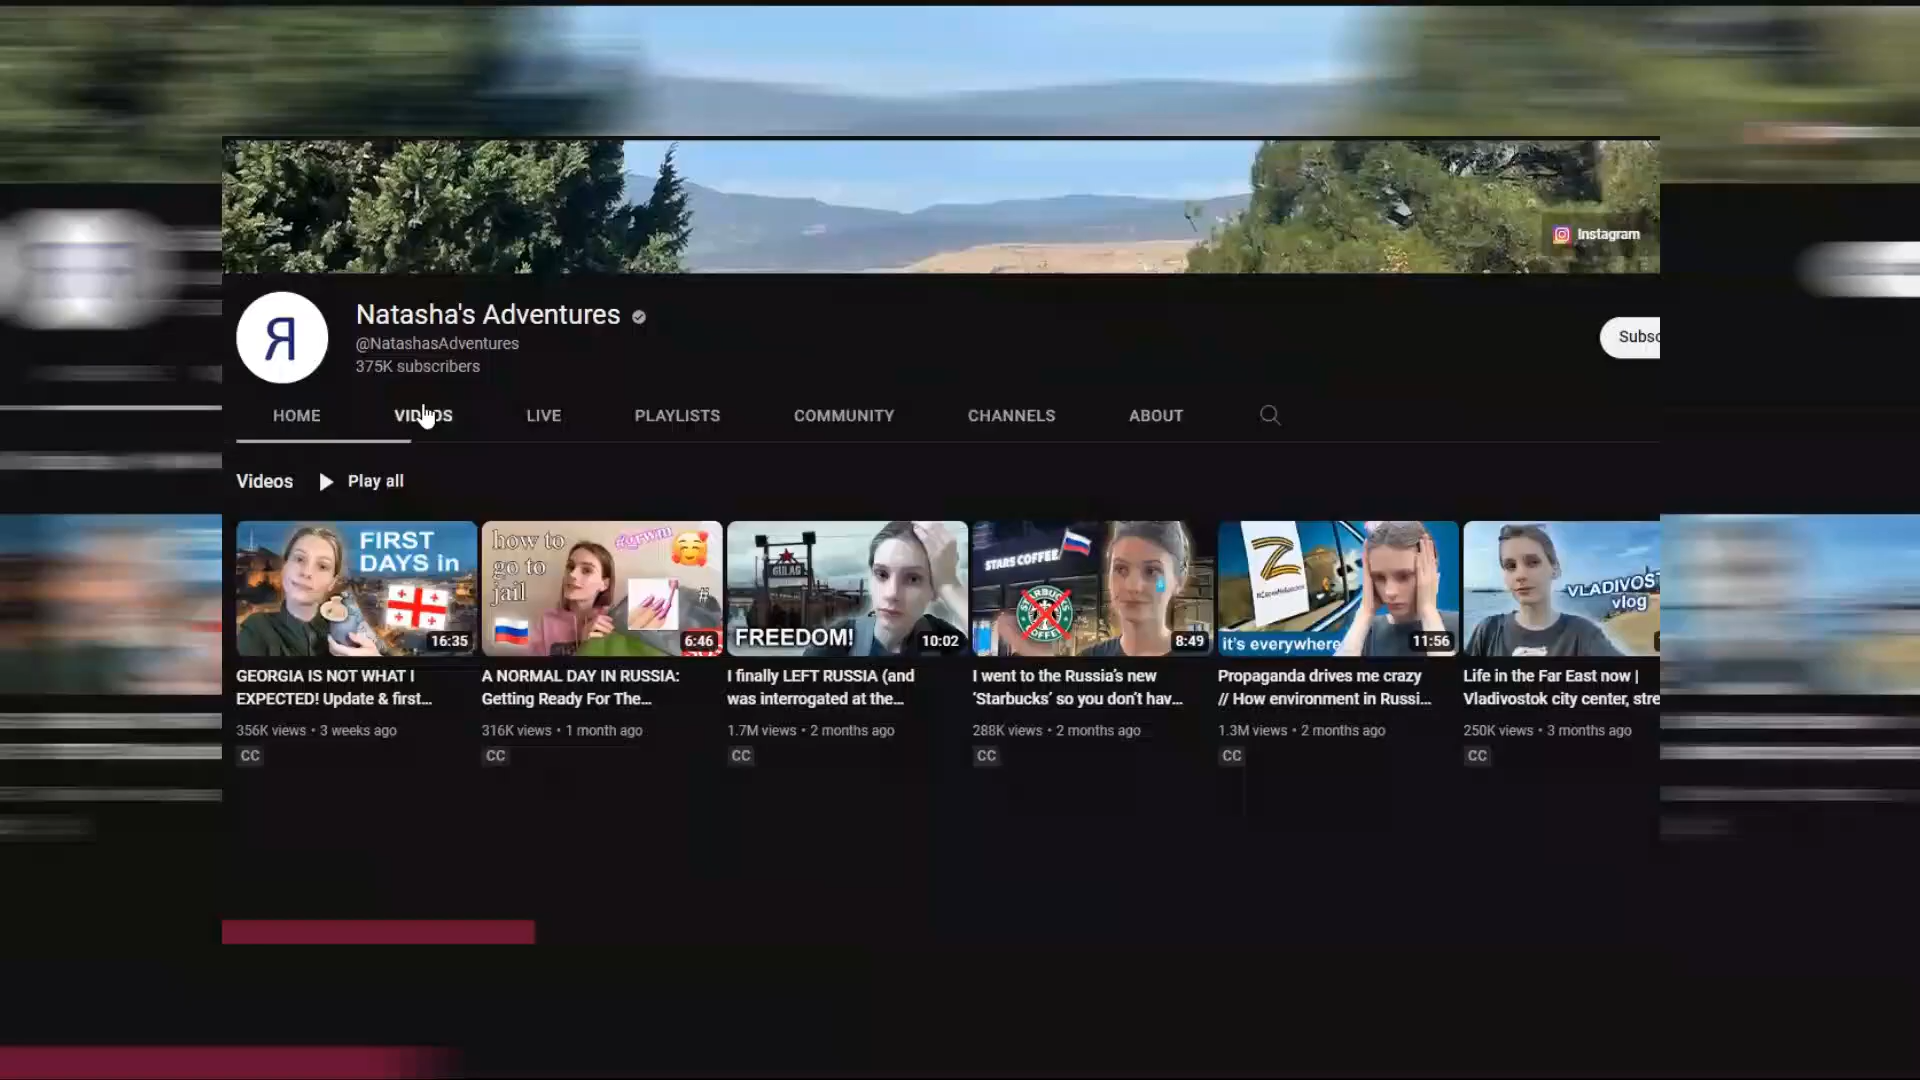 Instagram
Я
Natasha's Adventures
@NatashasAdventures
375K subscribers
Subsc
HOME VIDEOS LIVE PLAYLISTS COMMUNITY CHANNELS ABOUT
Videos Play all
FIRST
DAYS in
16:35
how to
go to
jail
#grwm
#
6:46
GULAG
FREEDOM!
10:02
STARS COFFEE
8:49
Z
it's everywhere
11:56
VLADIVOST
vlog
GEORGIA IS NOT WHAT I
EXPECTED! Update & first...
356K views • 3 weeks ago
CC
A NORMAL DAY IN RUSSIA:
Getting Ready For The...
316K views • 1 month ago
CC
I finally LEFT RUSSIA (and
was interrogated at the...
1.7M views • 2 months ago
CC
I went to the Russia's new
‘Starbucks’ so you don’t hav...
288K views • 2 months ago
CC
Propaganda drives me crazy
// How environment in Russi...
1.3M views • 2 months ago
CC
Life in the Far East now |
Vladivostok city center, stre
250K views • 3 months ago
CC